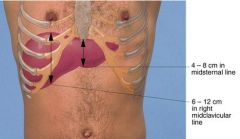 4 – 8 cm in
midsternal line
6 – 12 cm
in right
midclavicular
line